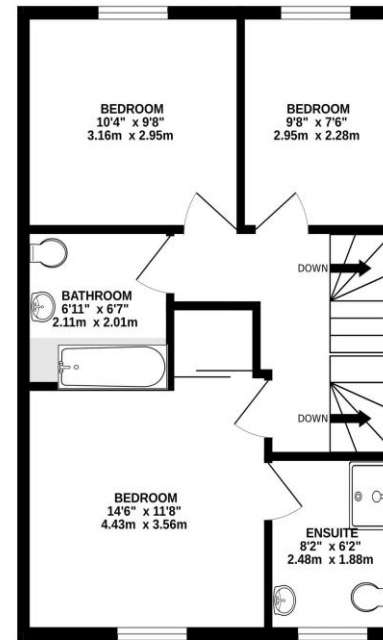 BEDROOM
10'4" x 9'8"
3.16m x 2.95m
BEDROOM
9'8" x 7'6"
2.95m x 2.28m
DOWN
BATHROOM
6'11" x 6'7"
2.11m x 2.01m
DOWN
BEDROOM
14'6" x 11'8"
4.43m x 3.56m
ENSUITE
8'2" x 6'2"
2.48m x 1.88m